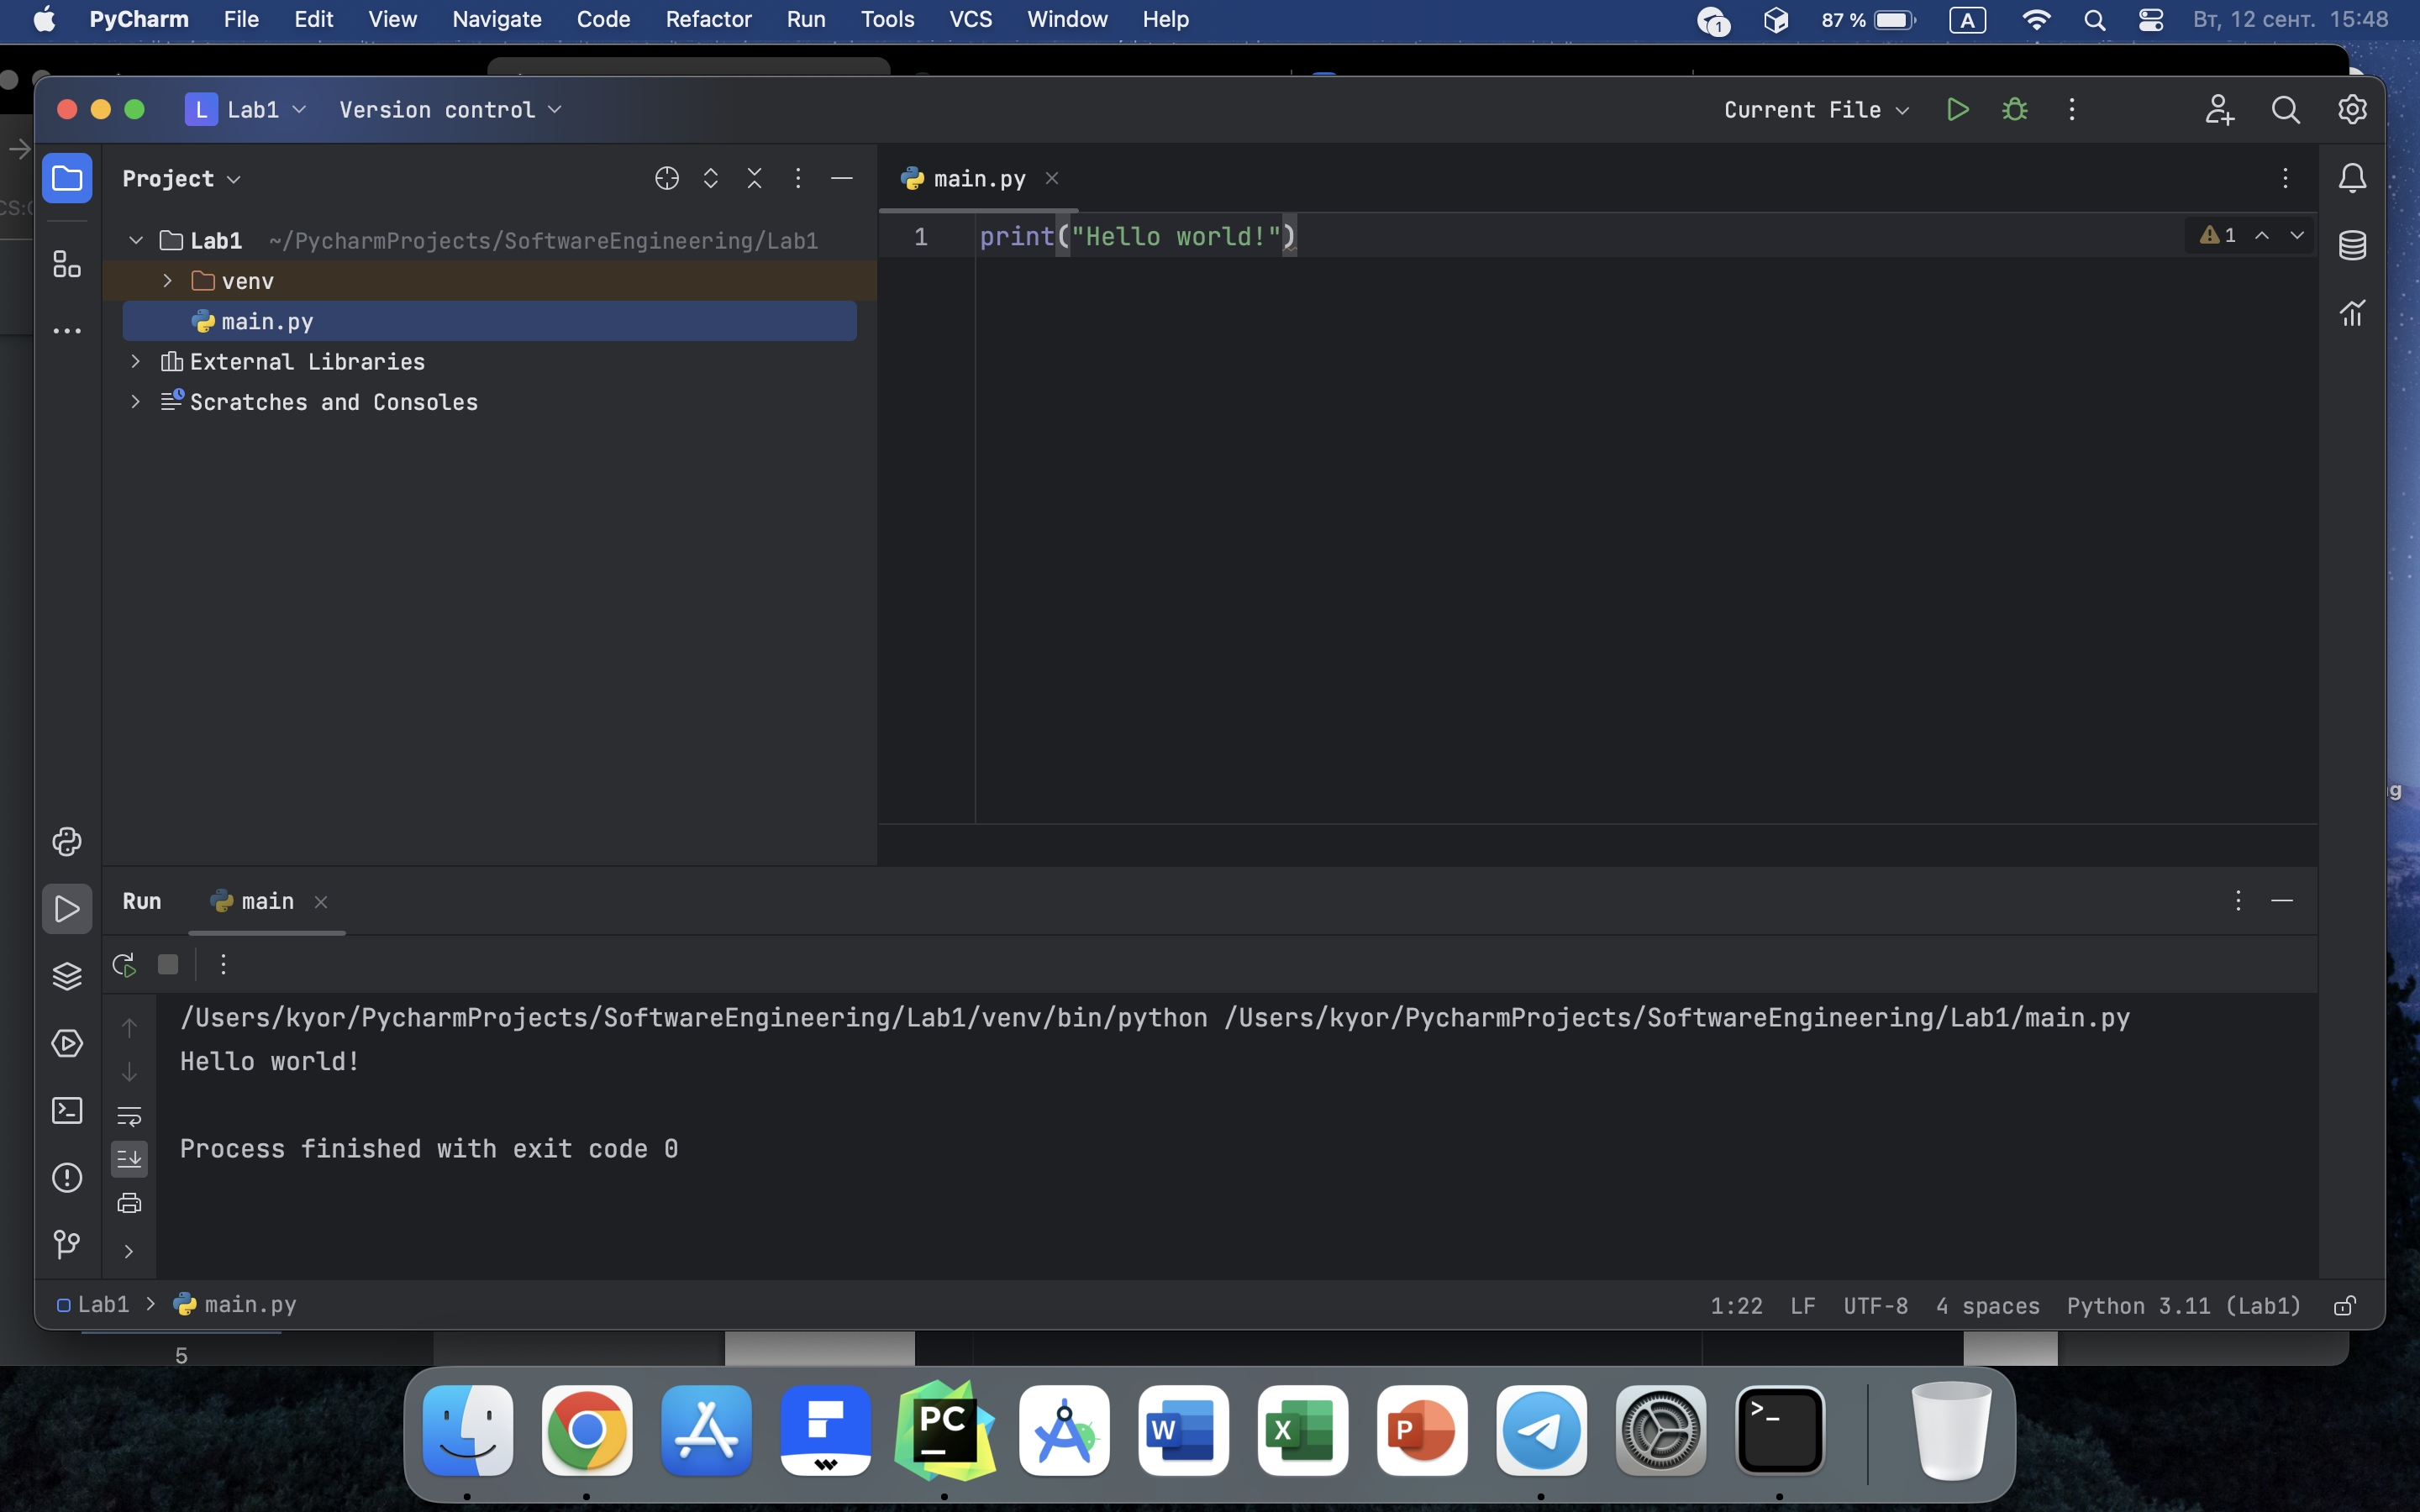 PyCharm File Edit View Navigate Code Refactor Run Tools VCS Window Help 1 87 % A Вт, 12 сент. 15:48
L Lab1 Version control Current File
Project
main.py
Lab1 ~/PycharmProjects/SoftwareEngineering/Lab1
venv
main.py
External Libraries
Scratches and Consoles
1 print("Hello world!") 1
Run main
/Users/kyor/PycharmProjects/SoftwareEngineering/Lab1/venv/bin/python /Users/kyor/PycharmProjects/SoftwareEngineering/Lab1/main.py
Hello world!
Process finished with exit code 0
Lab1 > main.py 1:22 LF UTF-8 4 spaces Python 3.11 (Lab1)
5
PC W X P >_